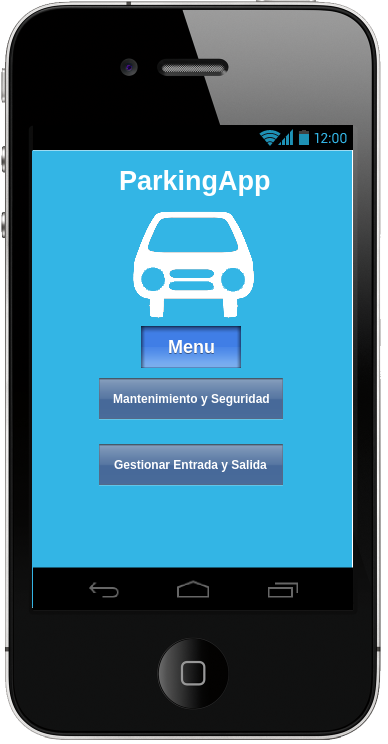 12:00
ParkingApp
Menu
Mantenimiento y Seguridad
Gestionar Entrada y Salida